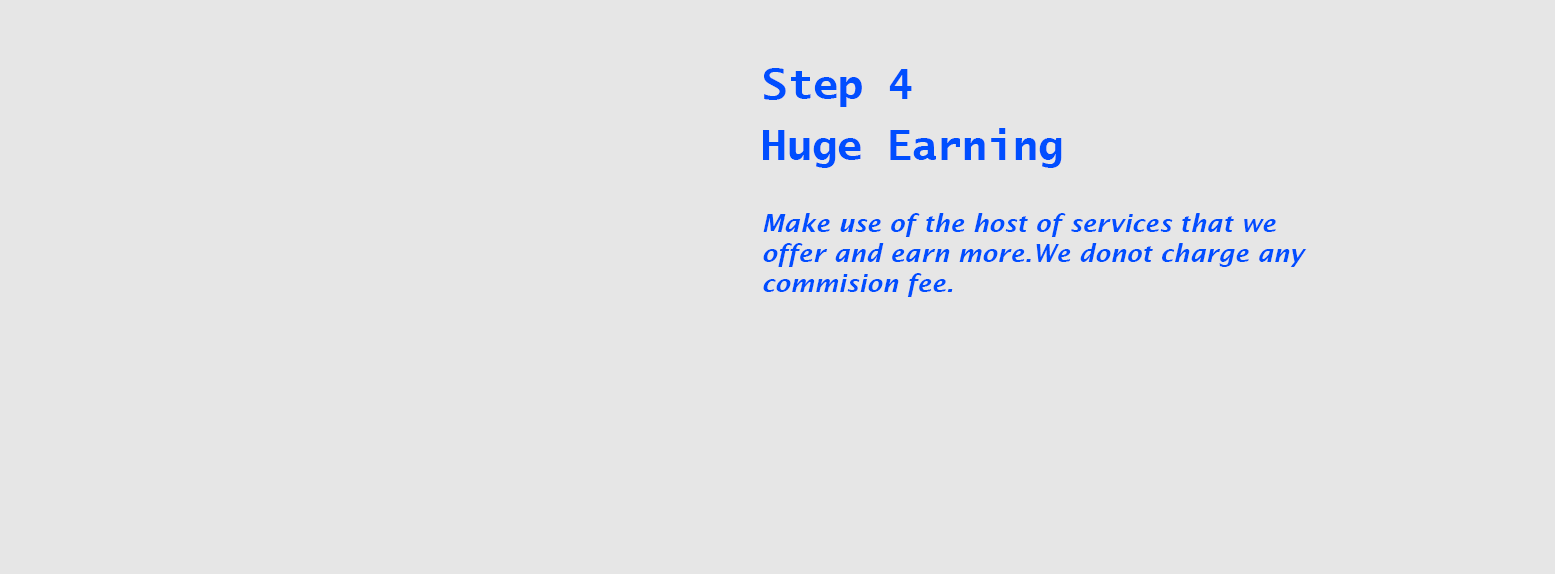 Step 4
Huge Earning
Make use of the host of services that we
offer and earn more.We donot charge any
commision fee.